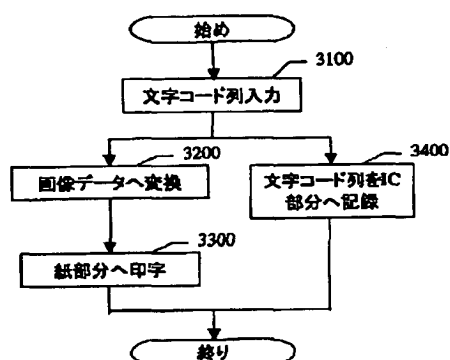 始め
3100
文字コード列入力
3200
画像データへ変換
3300
紙部分へ印字
3400
文字コード列をIC
部分へ記録
終り